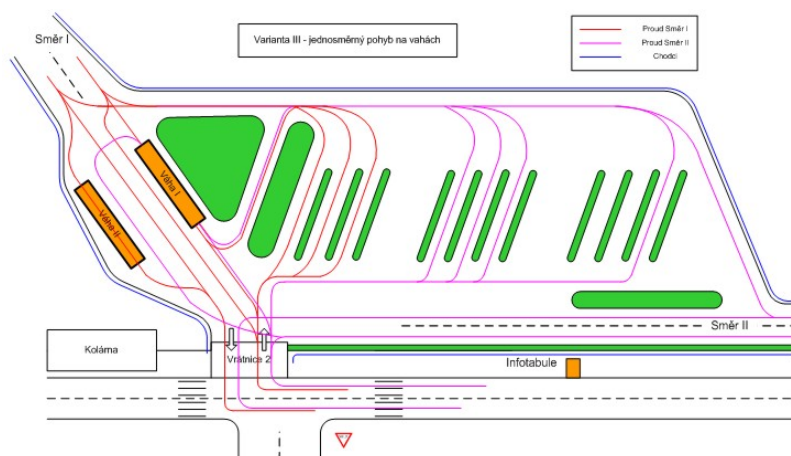 Směr I
Varianta III - jednosměrný pohyb na vahách
Proud Směr I
Proud Směr II
Chodci
Váha I
Váha II
Směr II
Kolárna
Vrátnice 2
Infotabule